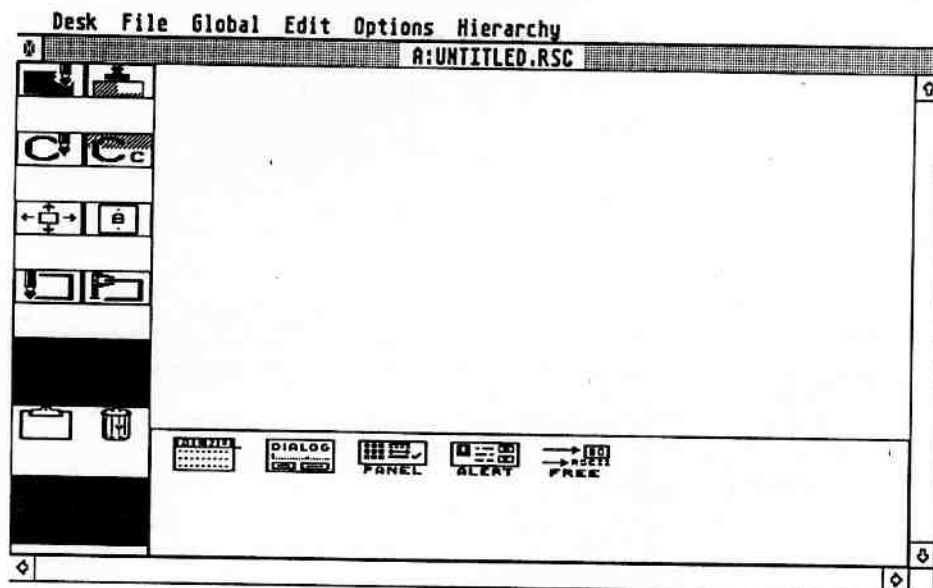 Desk File Global Edit Options Hierarchy
A:UNTITLED.RSC
C C c
DIALOG
PANEL ALERT FREE